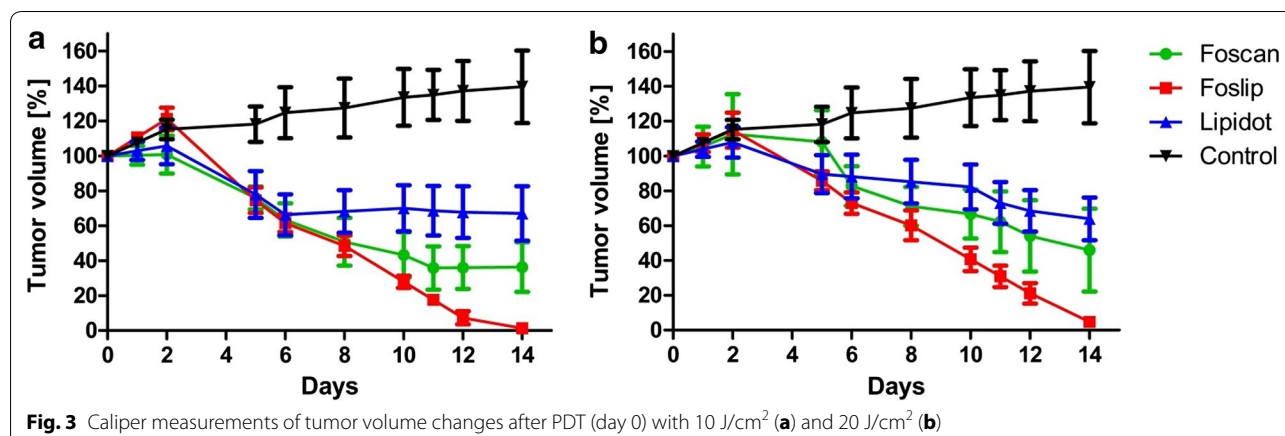 a
Tumor volume [%]
160
140
120
100
80
60
40
20
0
0 2 4 6 8 10 12 14
Days
b
Tumor volume [%]
160
140
120
100
80
60
40
20
0
0 2 4 6 8 10 12 14
Days
Foscan
Foslip
Lipidot
Control
Fig. 3 Caliper measurements of tumor volume changes after PDT (day 0) with 10 J/cm² (a) and 20 J/cm² (b)